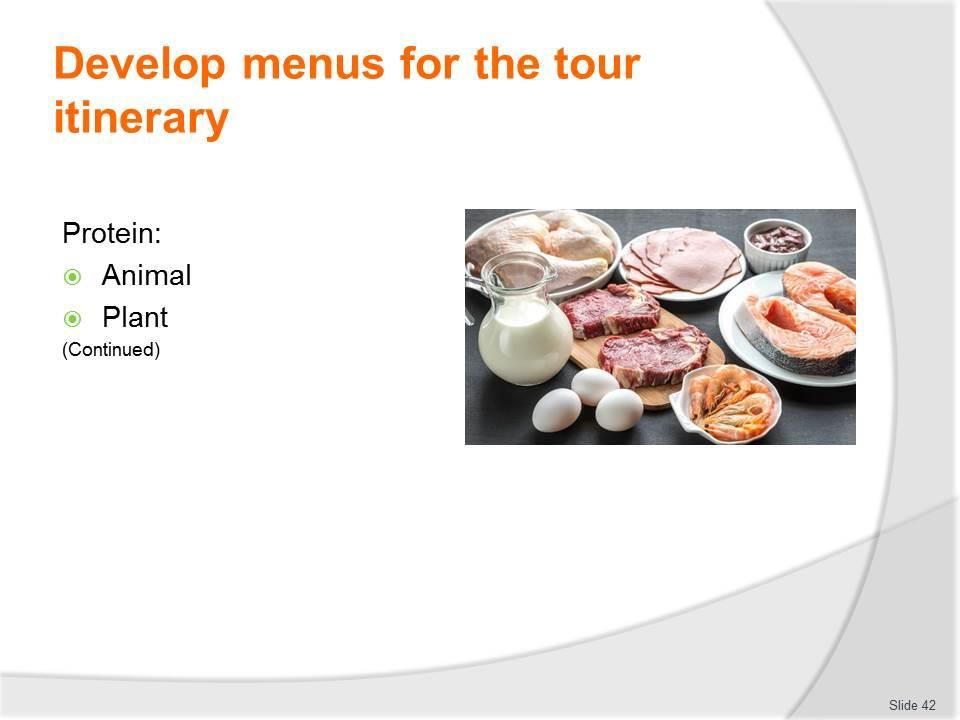 Develop menus for the tour
itinerary
Protein:
Animal
Plant
(Continued)
Slide 42